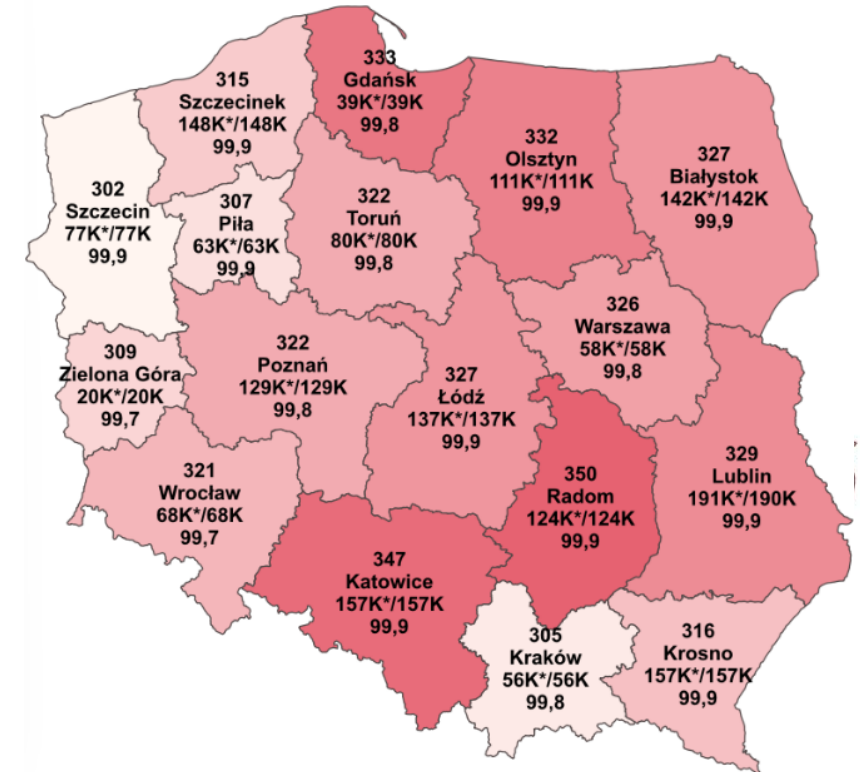 333
Gdańsk
39K*/39K
99,8
315
Szczecinek
148K*/148K
99,9
332
Olsztyn
111K*/111K
99,9
327
Białystok
142K*/142K
99,9
302
Szczecin
77K*/77K
99,9
307
Piła
63K*/63K
99,9
322
Toruń
80K*/80K
99,8
326
Warszawa
58K*/58K
99,8
309
Zielona Góra
20K*/20K
99,7
322
Poznań
129K*/129K
99,8
327
Łódź
137K*/137K
99,9
329
Lublin
191K*/190K
99,9
321
Wrocław
68K*/68K
99,7
350
Radom
124K*/124K
99,9
347
Katowice
157K*/157K
99,9
305
Kraków
56K*/56K
99,8
316
Krosno
157K*/157K
99,9